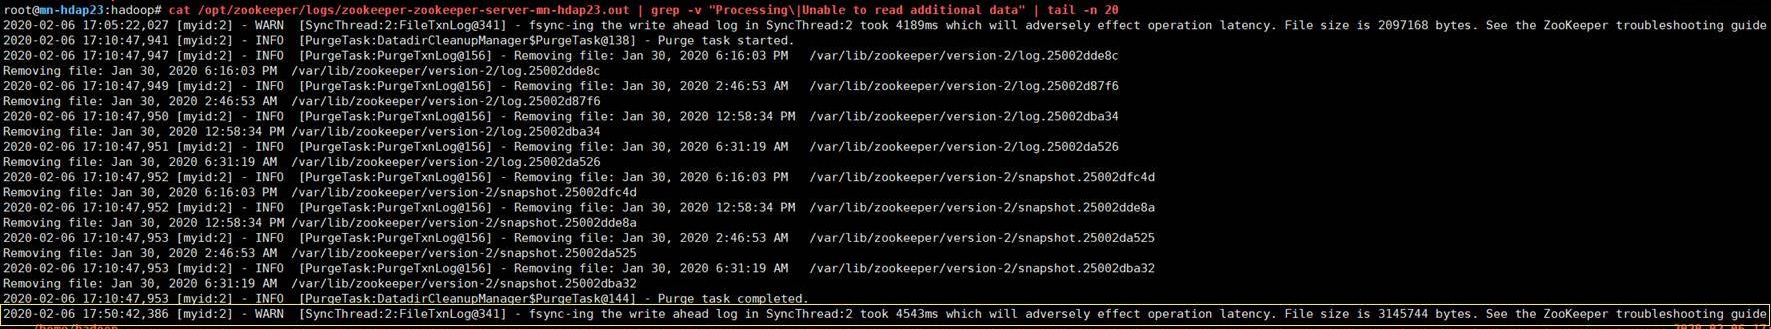 root@mn-hdap23:hadoop# cat /opt/zookeeper/logs/zookeeper-zookeeper-server-mn-hdap23.out | grep -v "Processing\|Unable to read additional data" | tail -n 20
2020-02-06 17:05:22,027 [myid:2] - WARN  [SyncThread:2:FileTxnLog@341] - fsync-ing the write ahead log in SyncThread:2 took 4189ms which will adversely effect operation latency. File size is 2097168 bytes. See the ZooKeeper troubleshooting guide
2020-02-06 17:10:47,941 [myid:2] - INFO  [PurgeTask:DatadirCleanupManager$PurgeTask@138] - Purge task started.
2020-02-06 17:10:47,947 [myid:2] - INFO  [PurgeTask:PurgeTxnLog@156] - Removing file: Jan 30, 2020 6:16:03 PM   /var/lib/zookeeper/version-2/log.25002dde8c
Removing file: Jan 30, 2020 6:16:03 PM  /var/lib/zookeeper/version-2/log.25002dde8c
2020-02-06 17:10:47,949 [myid:2] - INFO  [PurgeTask:PurgeTxnLog@156] - Removing file: Jan 30, 2020 2:46:53 AM   /var/lib/zookeeper/version-2/log.25002d87f6
Removing file: Jan 30, 2020 2:46:53 AM  /var/lib/zookeeper/version-2/log.25002d87f6
2020-02-06 17:10:47,950 [myid:2] - INFO  [PurgeTask:PurgeTxnLog@156] - Removing file: Jan 30, 2020 12:58:34 PM  /var/lib/zookeeper/version-2/log.25002dba34
Removing file: Jan 30, 2020 12:58:34 PM /var/lib/zookeeper/version-2/log.25002dba34
2020-02-06 17:10:47,951 [myid:2] - INFO  [PurgeTask:PurgeTxnLog@156] - Removing file: Jan 30, 2020 6:31:19 AM   /var/lib/zookeeper/version-2/log.25002da526
Removing file: Jan 30, 2020 6:31:19 AM  /var/lib/zookeeper/version-2/log.25002da526
2020-02-06 17:10:47,952 [myid:2] - INFO  [PurgeTask:PurgeTxnLog@156] - Removing file: Jan 30, 2020 6:16:03 PM   /var/lib/zookeeper/version-2/snapshot.25002dfc4d
Removing file: Jan 30, 2020 6:16:03 PM  /var/lib/zookeeper/version-2/snapshot.25002dfc4d
2020-02-06 17:10:47,952 [myid:2] - INFO  [PurgeTask:PurgeTxnLog@156] - Removing file: Jan 30, 2020 12:58:34 PM  /var/lib/zookeeper/version-2/snapshot.25002dde8a
Removing file: Jan 30, 2020 12:58:34 PM /var/lib/zookeeper/version-2/snapshot.25002dde8a
2020-02-06 17:10:47,953 [myid:2] - INFO  [PurgeTask:PurgeTxnLog@156] - Removing file: Jan 30, 2020 2:46:53 AM   /var/lib/zookeeper/version-2/snapshot.25002da525
Removing file: Jan 30, 2020 2:46:53 AM  /var/lib/zookeeper/version-2/snapshot.25002da525
2020-02-06 17:10:47,953 [myid:2] - INFO  [PurgeTask:PurgeTxnLog@156] - Removing file: Jan 30, 2020 6:31:19 AM   /var/lib/zookeeper/version-2/snapshot.25002dba32
Removing file: Jan 30, 2020 6:31:19 AM  /var/lib/zookeeper/version-2/snapshot.25002dba32
2020-02-06 17:10:47,953 [myid:2] - INFO  [PurgeTask:DatadirCleanupManager$PurgeTask@144] - Purge task completed.
2020-02-06 17:50:42,386 [myid:2] - WARN  [SyncThread:2:FileTxnLog@341] - fsync-ing the write ahead log in SyncThread:2 took 4543ms which will adversely effect operation latency. File size is 3145744 bytes. See the ZooKeeper troubleshooting guide